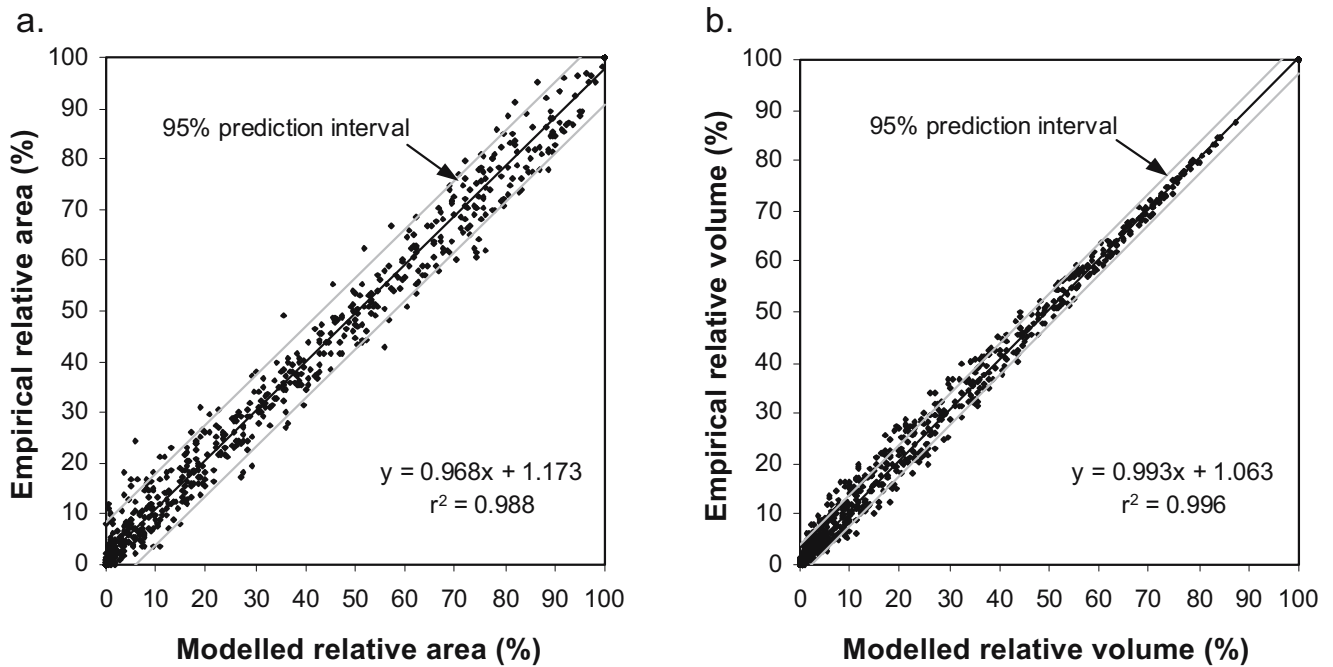 a.
100
90
80
70
60
50
40
30
20
10
0
Empirical relative area (%)
95% prediction interval
y = 0.968x + 1.173
r² = 0.988
0 10 20 30 40 50 60 70 80 90 100
Modelled relative area (%)
b.
100
90
80
70
60
50
40
30
20
10
0
Empirical relative volume (%)
95% prediction interval
y = 0.993x + 1.063
r² = 0.996
0 10 20 30 40 50 60 70 80 90 100
Modelled relative volume (%)